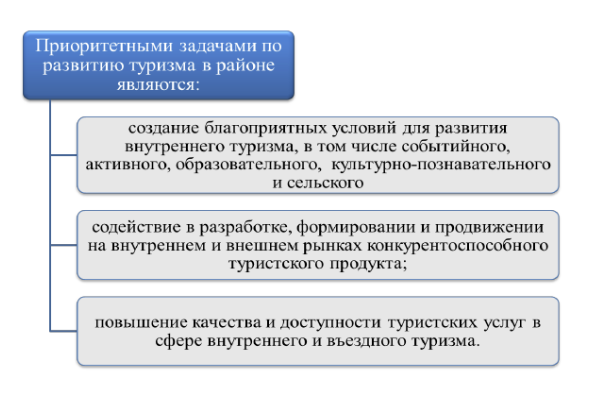 Приоритетными задачами по
развитию туризма в районе
являются:
создание благоприятных условий для развития
внутреннего туризма, в том числе событийного,
активного, образовательного, культурно-познавательного
и сельского
содействие в разработке, формировании и продвижении
на внутреннем и внешнем рынках конкурентоспособного
туристского продукта;
повышение качества и доступности туристских услуг в
сфере внутреннего и въездного туризма.